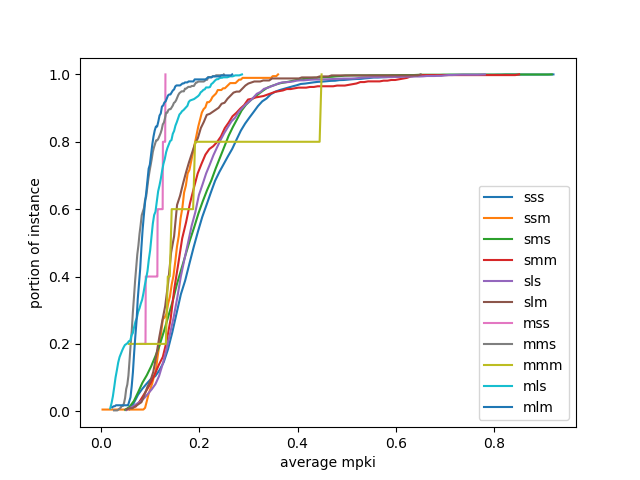 1.0
0.8
0.6
0.4
0.2
0.0
portion of instance
0.0 0.2 0.4 0.6 0.8
average mpki
sss
ssm
sms
smm
sls
slm
mss
mms
mmm
mls
mlm